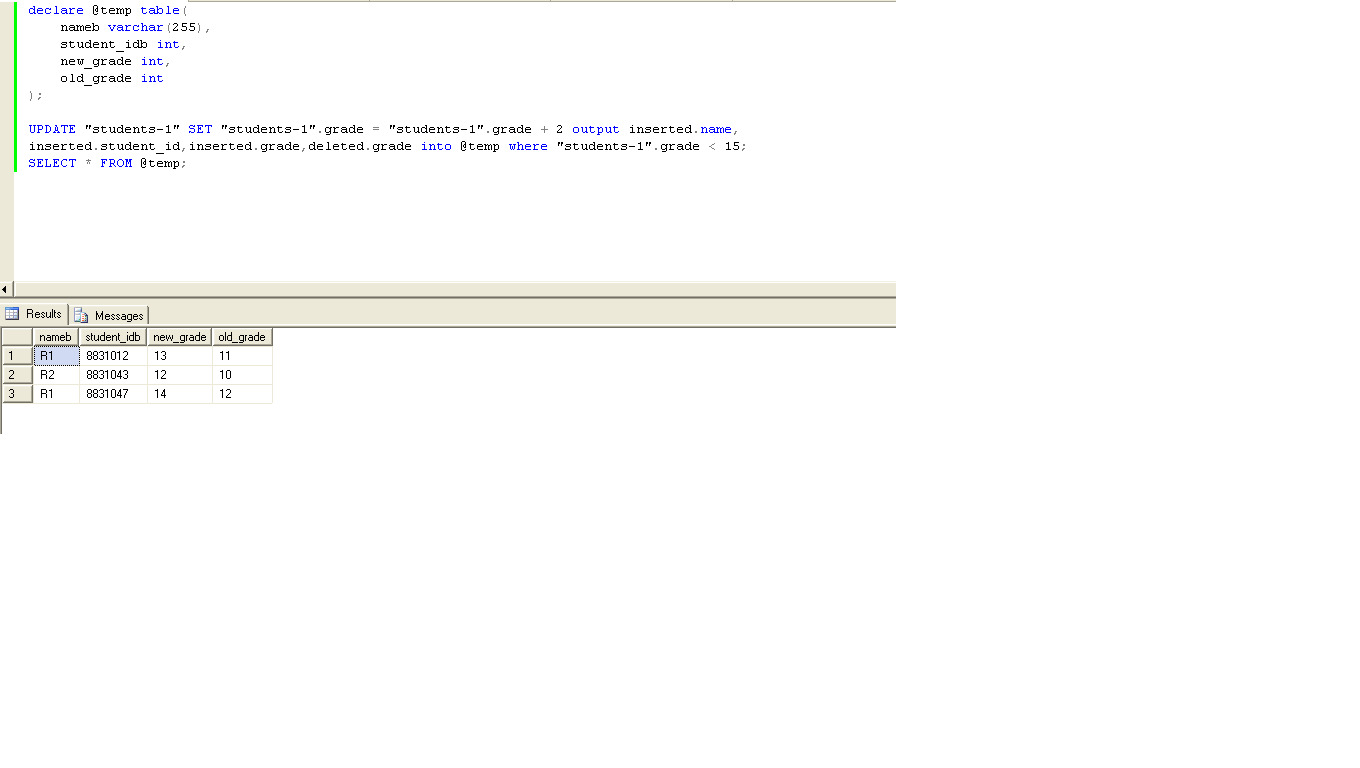 declare @temp table(
    nameb varchar(255),
    student_idb int,
    new_grade int,
    old_grade int
);
UPDATE "students-1" SET "students-1".grade = "students-1".grade + 2 output inserted.name,
inserted.student_id,inserted.grade,deleted.grade into @temp where "students-1".grade < 15;
SELECT * FROM @temp;
Results Messages
nameb student_idb new_grade old_grade
1 R1 8831012 13 11
2 R2 8831043 12 10
3 R1 8831047 14 12